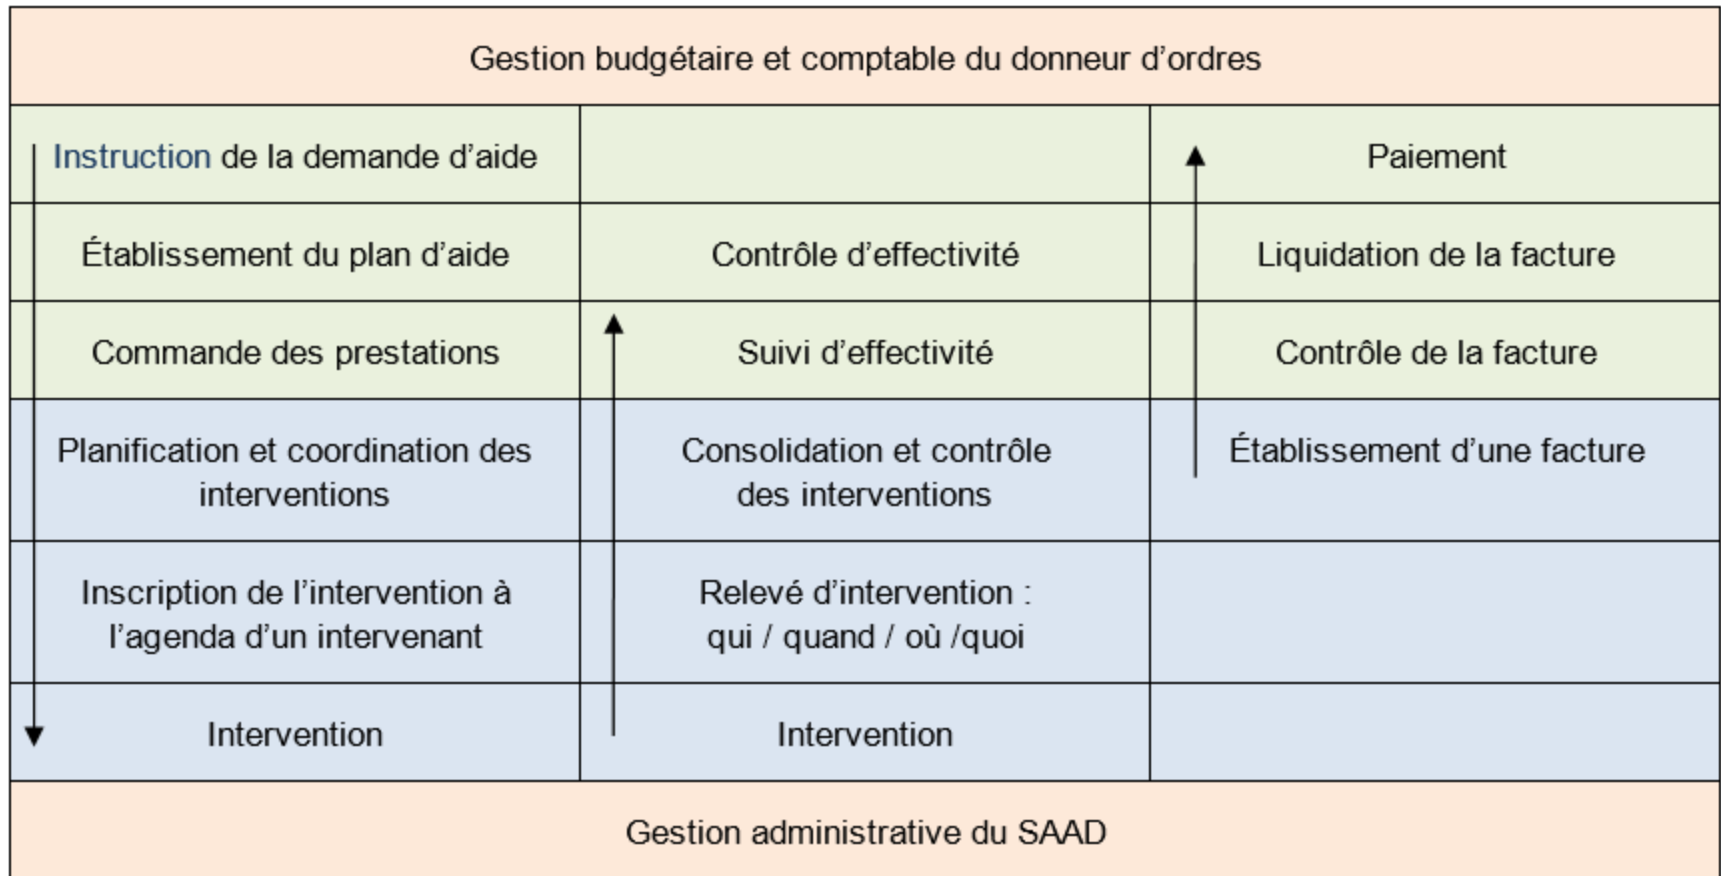 Gestion budgétaire et comptable du donneur d’ordres
Instruction de la demande d’aide
Paiement
Établissement du plan d’aide
Contrôle d’effectivité
Liquidation de la facture
Commande des prestations
Suivi d’effectivité
Contrôle de la facture
Planification et coordination des
interventions
Consolidation et contrôle
des interventions
Établissement d’une facture
Inscription de l’intervention à
l’agenda d’un intervenant
Relevé d’intervention :
qui / quand / où /quoi
Intervention
Intervention
Gestion administrative du SAAD